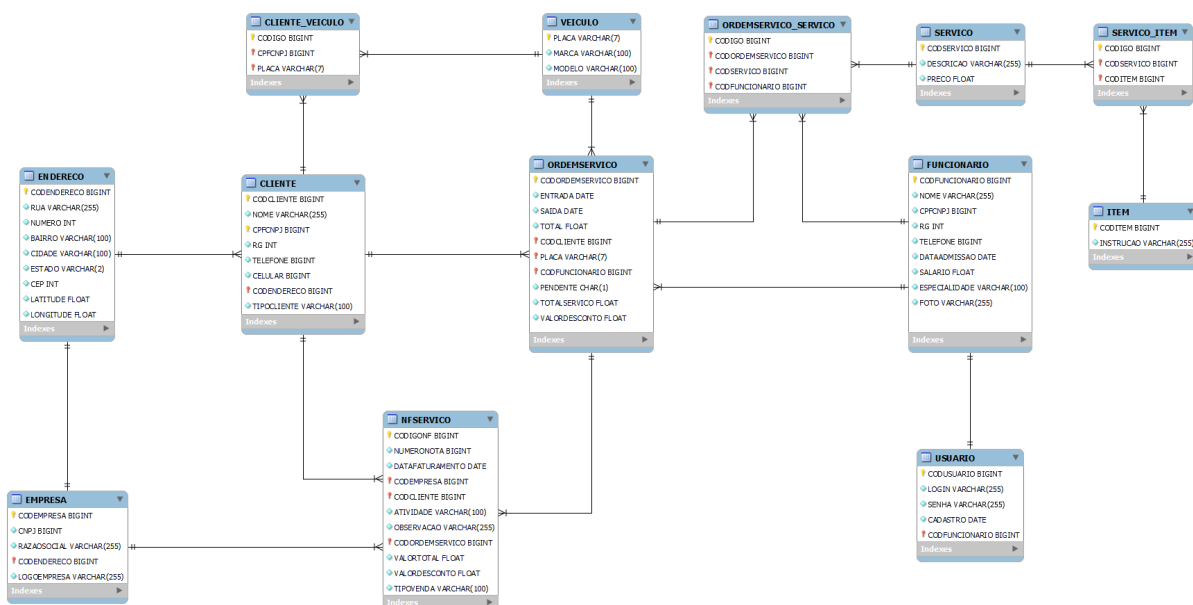 CLIENTE_VEICULO
CODIGO BIGINT
CPFCNPJ BIGINT
PLACA VARCHAR(7)
Indexes
VEICULO
PLACA VARCHAR(7)
MARCA VARCHAR(100)
MODELO VARCHAR(100)
Indexes
ORDEMSERVICO_SERVICO
CODIGO BIGINT
CODORDEMSERVICO BIGINT
CODSERVICO BIGINT
CODFUNCIONARIO BIGINT
Indexes
SERVICO
CODSERVICO BIGINT
DESCRICAO VARCHAR(255)
PRECO FLOAT
Indexes
SERVICO_ITEM
CODIGO BIGINT
CODSERVICO BIGINT
CODITEM BIGINT
Indexes
ENDERECO
CODENDERECO BIGINT
RUA VARCHAR(255)
NUMERO INT
BAIRRO VARCHAR(100)
CIDADE VARCHAR(100)
ESTADO VARCHAR(2)
CEP INT
LATITUDE FLOAT
LONGITUDE FLOAT
Indexes
CLIENTE
CODCLIENTE BIGINT
NOME VARCHAR(255)
CPFCNPJ BIGINT
RG INT
TELEFONE BIGINT
CELULAR BIGINT
CODENDERECO BIGINT
TIPOCLIENTE VARCHAR(100)
Indexes
ORDEMSERVICO
CODORDEMSERVICO BIGINT
ENTRADA DATE
SAIDA DATE
TOTAL FLOAT
CODCLIENTE BIGINT
PLACA VARCHAR(7)
CODFUNCIONARIO BIGINT
PENDENTE CHAR(1)
TOTALSERVICO FLOAT
VALORDESCONTO FLOAT
Indexes
FUNCIONARIO
CODFUNCIONARIO BIGINT
NOME VARCHAR(255)
CPFCNPJ BIGINT
RG INT
TELEFONE BIGINT
DATAADMISSAO DATE
SALARIO FLOAT
ESPECIALIDADE VARCHAR(100)
FOTO VARCHAR(255)
Indexes
ITEM
CODITEM BIGINT
INSTRUCAO VARCHAR(255)
Indexes
NFSERVICO
CODIGONF BIGINT
NUMERONOTA BIGINT
DATAFATURAMENTO DATE
CODEMPRESA BIGINT
CODCLIENTE BIGINT
ATIVIDADE VARCHAR(100)
OBSERVACAO VARCHAR(255)
CODORDEMSERVICO BIGINT
VALORTOTAL FLOAT
VALORDESCONTO FLOAT
TIPOVENDA VARCHAR(100)
Indexes
USUARIO
CODUSUARIO BIGINT
LOGIN VARCHAR(255)
SENHA VARCHAR(255)
CADASTRO DATE
CODFUNCIONARIO BIGINT
Indexes
EMPRESA
CODEMPRESA BIGINT
CNPJ BIGINT
RAZAOSOCIAL VARCHAR(255)
CODENDERECO BIGINT
LOGOEMPRESA VARCHAR(255)
Indexes